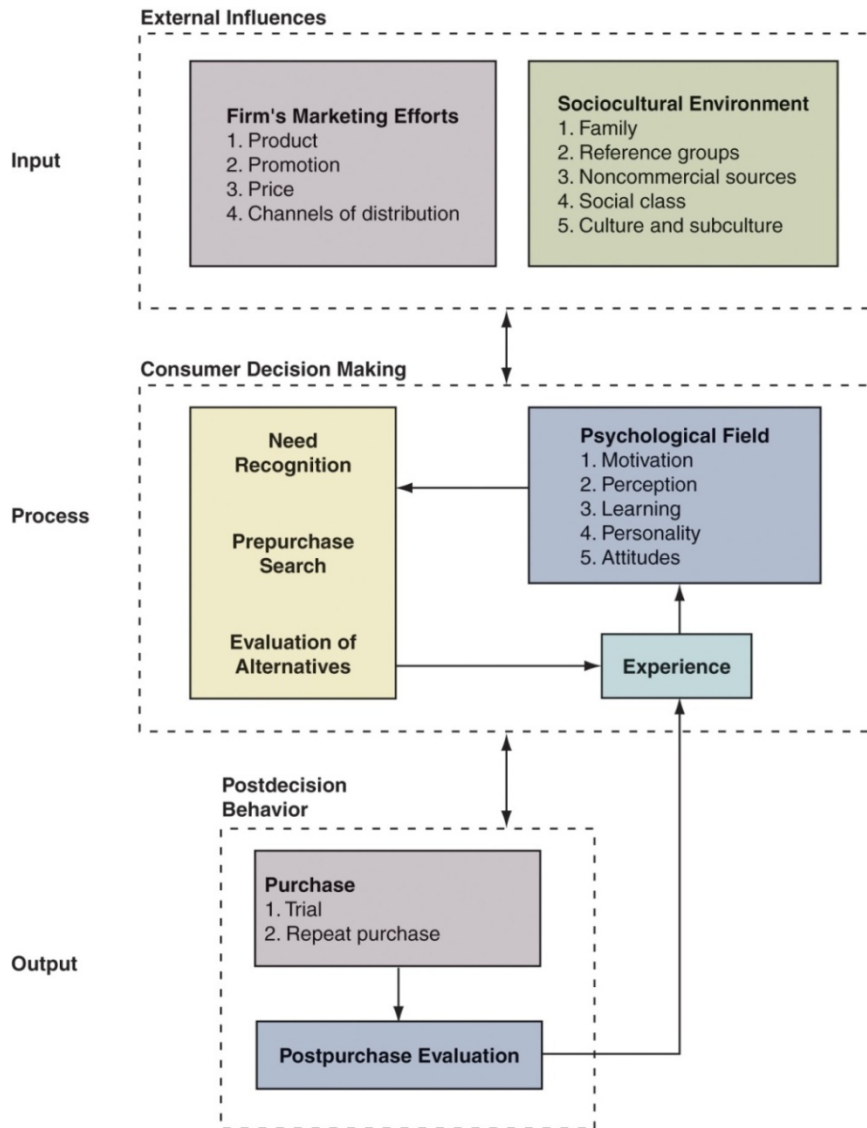 External Influences
Input
Firm's Marketing Efforts
1. Product
2. Promotion
3. Price
4. Channels of distribution
Sociocultural Environment
1. Family
2. Reference groups
3. Noncommercial sources
4. Social class
5. Culture and subculture
Consumer Decision Making
Process
Need
Recognition
Prepurchase
Search
Evaluation of
Alternatives
Psychological Field
1. Motivation
2. Perception
3. Learning
4. Personality
5. Attitudes
Experience
Postdecision
Behavior
Output
Purchase
1. Trial
2. Repeat purchase
Postpurchase Evaluation